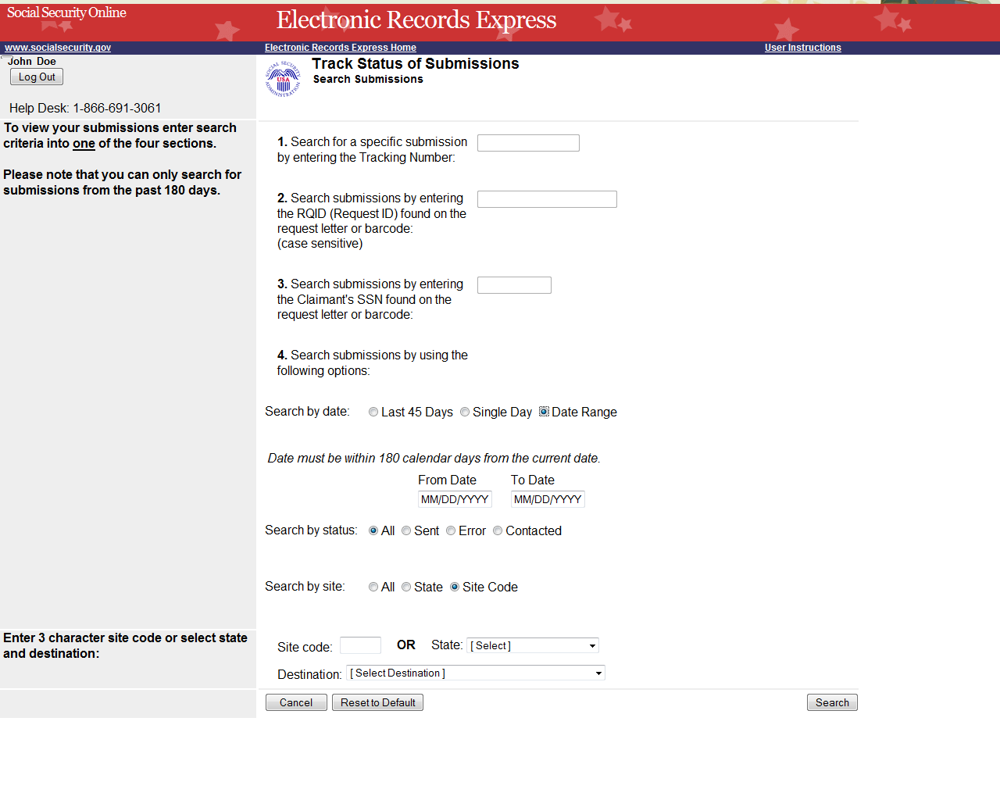 Social Security Online
Electronic Records Express
www.socialsecurity.gov
Electronic Records Express Home
User Instructions
John Doe
Log Out
Help Desk: 1-866-691-3061
SOCIAL SECURITY ADMINISTRATION
USA
Track Status of Submissions
Search Submissions
To view your submissions enter search
criteria into one of the four sections.
Please note that you can only search for
submissions from the past 180 days.
1. Search for a specific submission
by entering the Tracking Number:
2. Search submissions by entering
the RQID (Request ID) found on the
request letter or barcode:
(case sensitive)
3. Search submissions by entering
the Claimant's SSN found on the
request letter or barcode:
4. Search submissions by using the
following options:
Search by date: Last 45 Days Single Day Date Range
Date must be within 180 calendar days from the current date.
From Date To Date
MM/DD/YYYY MM/DD/YYYY
Search by status: All Sent Error Contacted
Search by site: All State Site Code
Enter 3 character site code or select state
and destination:
Site code: OR State: [ Select ]
Destination: [ Select Destination ]
Cancel Reset to Default Search